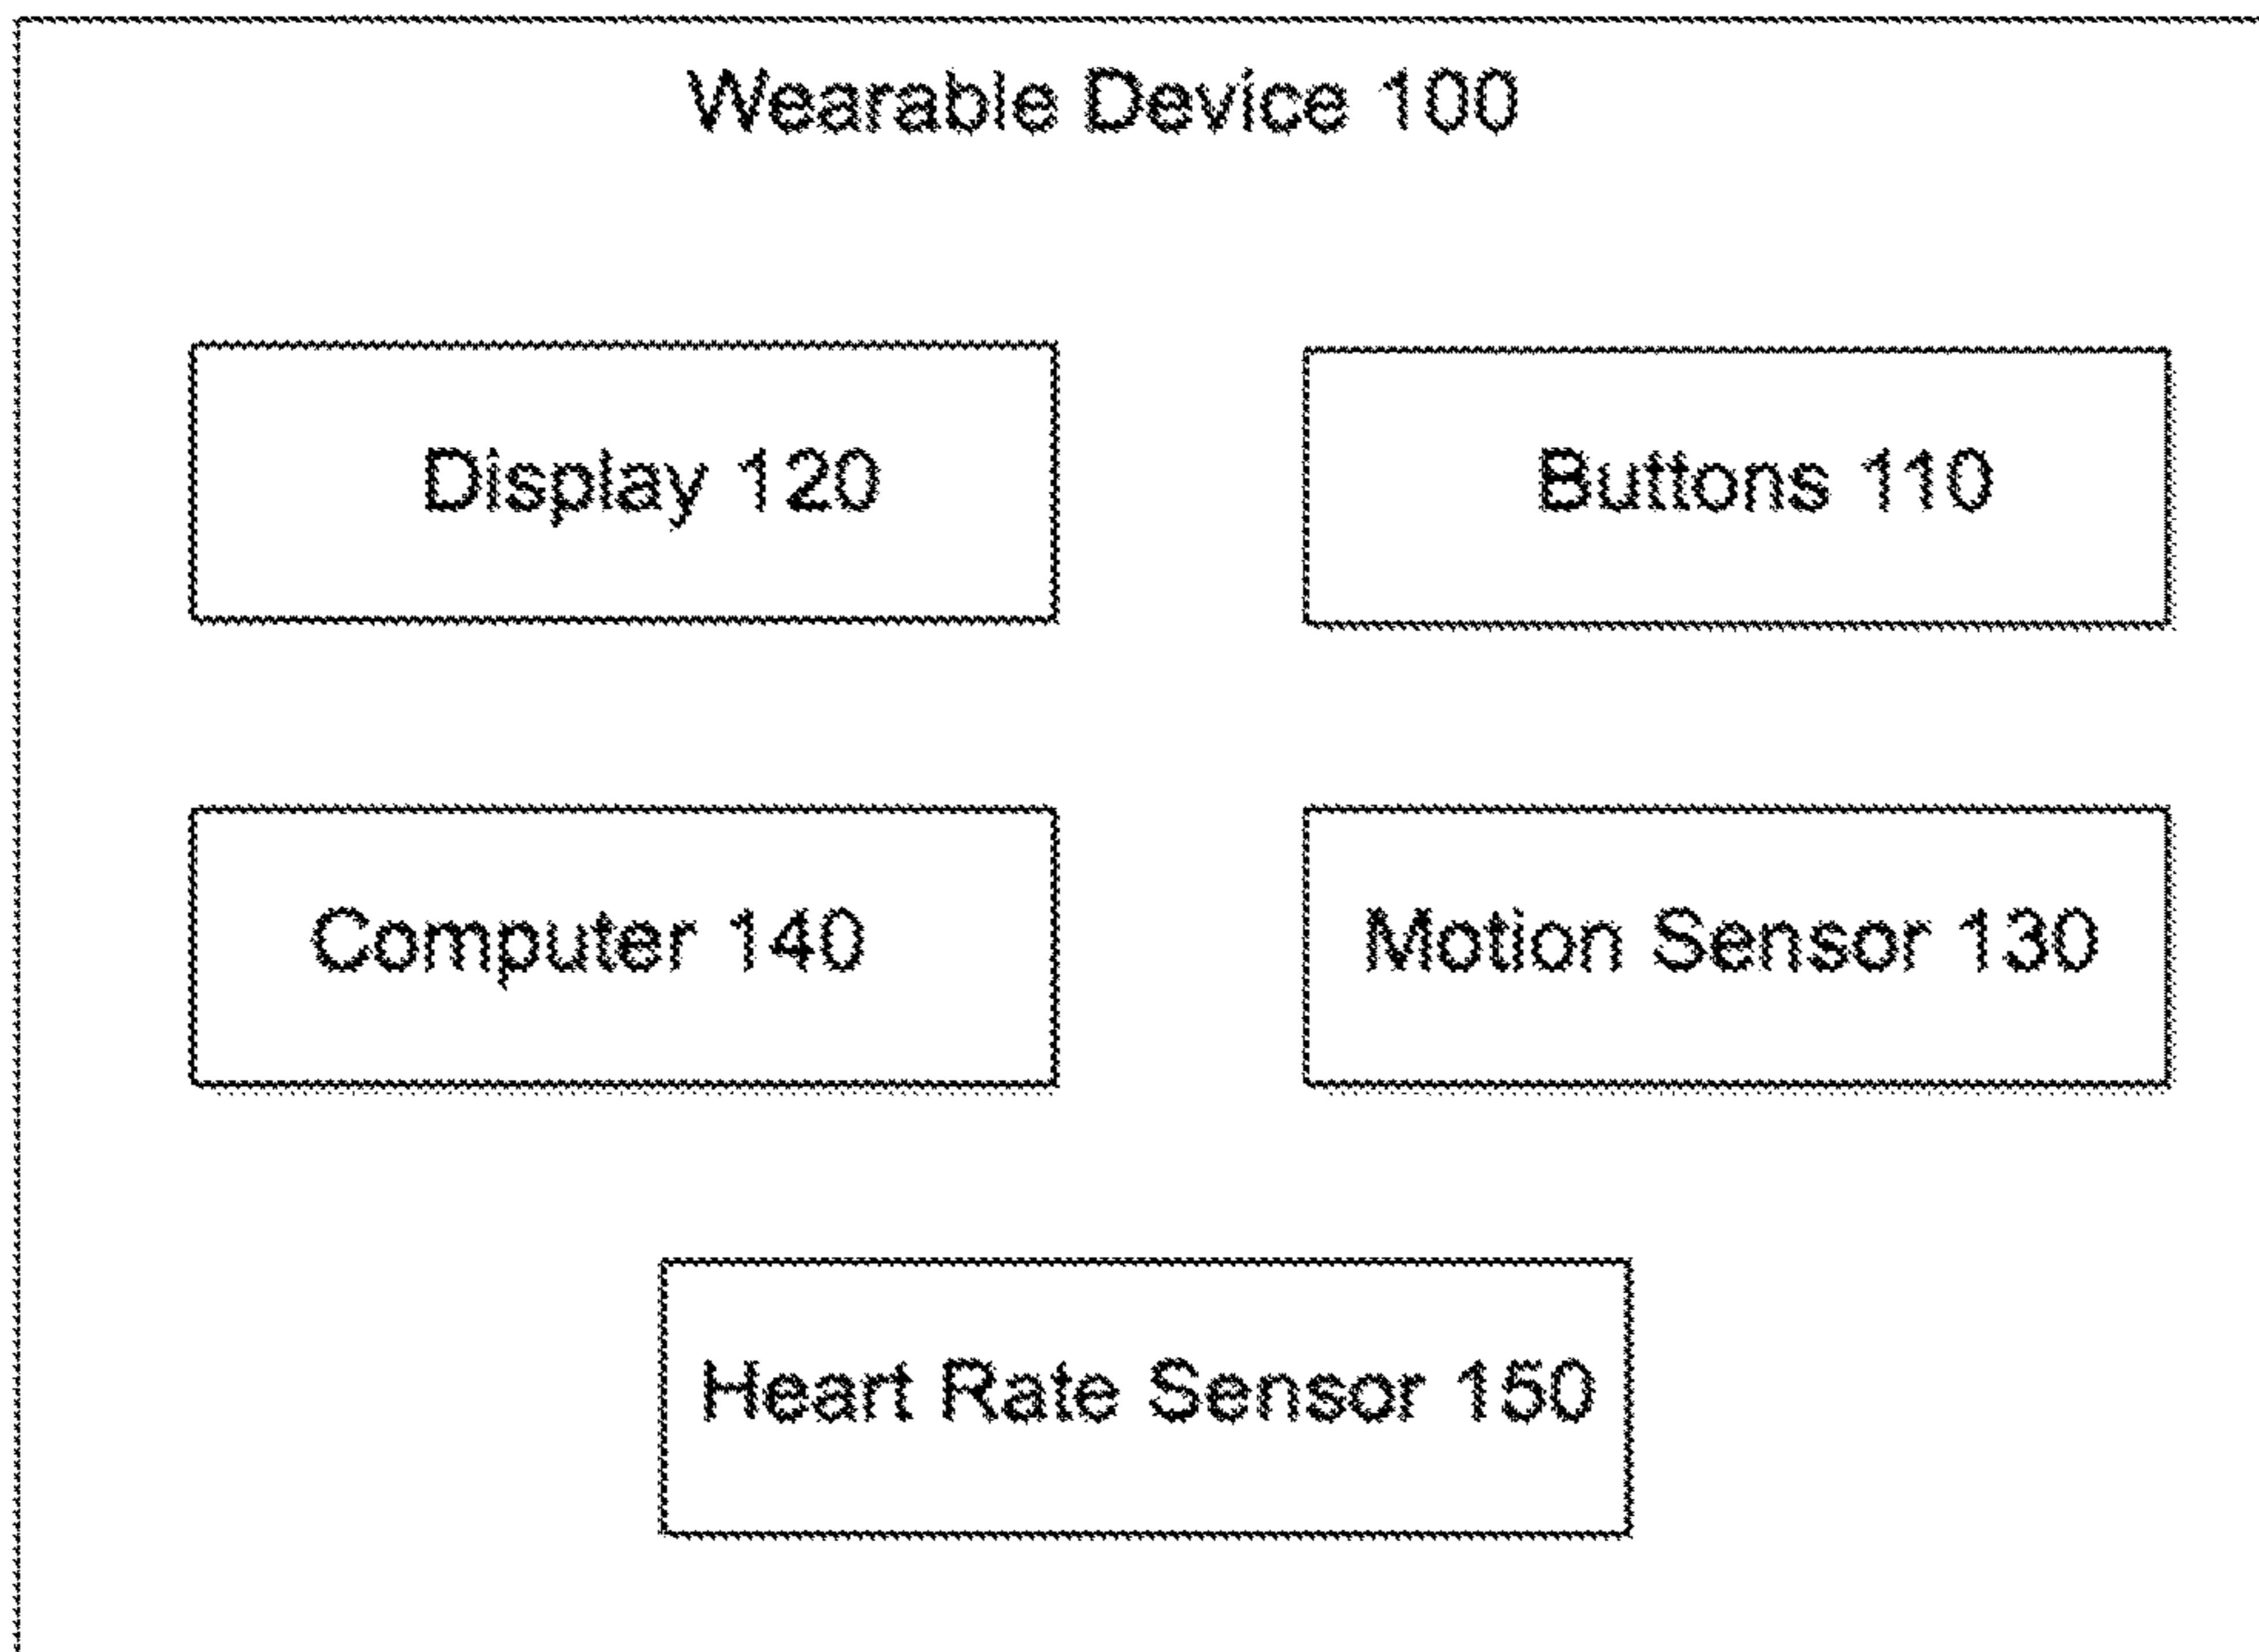 Wearable Device 100
Display 120
Buttons 110
Computer 140
Motion Sensor 130
Heart Rate Sensor 150